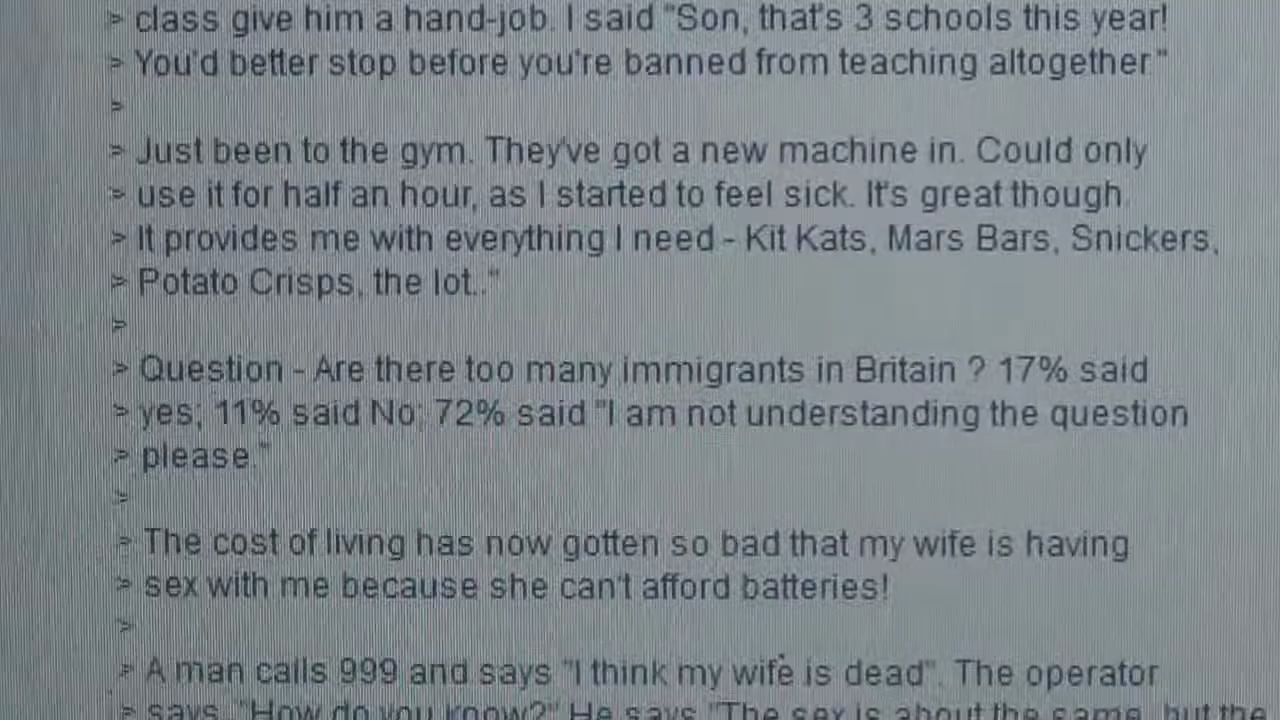 > class give him a hand-job. I said "Son, that's 3 schools this year!
> You'd better stop before you're banned from teaching altogether"
>
> Just been to the gym. They've got a new machine in. Could only
> use it for half an hour, as I started to feel sick. It's great though.
> It provides me with everything I need - Kit Kats, Mars Bars, Snickers,
> Potato Crisps, the lot.."
>
> Question - Are there too many immigrants in Britain ? 17% said
> yes; 11% said No; 72% said "I am not understanding the question
> please."
>
> The cost of living has now gotten so bad that my wife is having
> sex with me because she can't afford batteries!
>
> A man calls 999 and says "I think my wife is dead". The operator
> says, "How do you know?" He says "The sex is about the same, but the